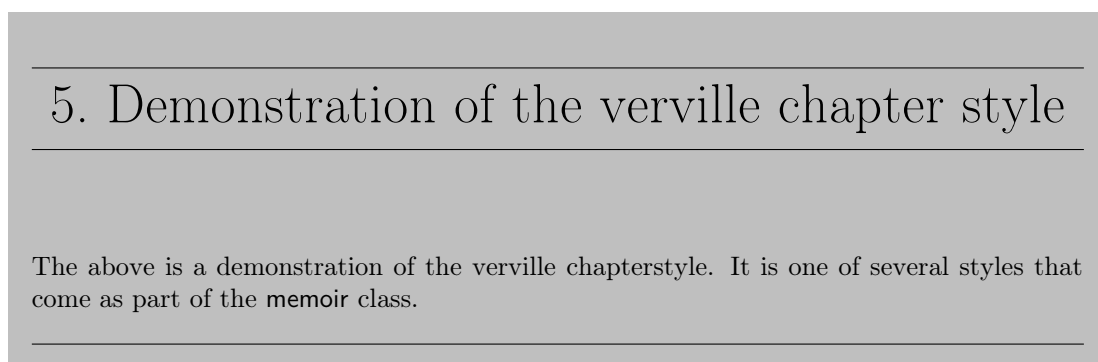 5. Demonstration of the verville chapter style
The above is a demonstration of the verville chapterstyle. It is one of several styles that
come as part of the memoir class.